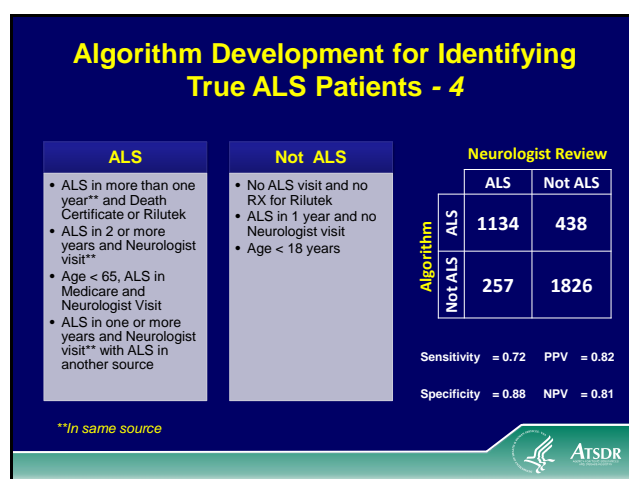 Algorithm Development for Identifying
True ALS Patients - 4
ALS
• ALS in more than one
year** and Death
Certificate or Rilutek
• ALS in 2 or more
years and Neurologist
visit**
• Age < 65, ALS in
Medicare and
Neurologist Visit
• ALS in one or more
years and Neurologist
visit** with ALS in
another source
Not ALS
• No ALS visit and no
RX for Rilutek
• ALS in 1 year and no
Neurologist visit
• Age < 18 years
Neurologist Review
ALS Not ALS
Algorithm
ALS 1134 438
Not ALS 257 1826
Sensitivity = 0.72 PPV = 0.82
Specificity = 0.88 NPV = 0.81
**In same source
ATSDR